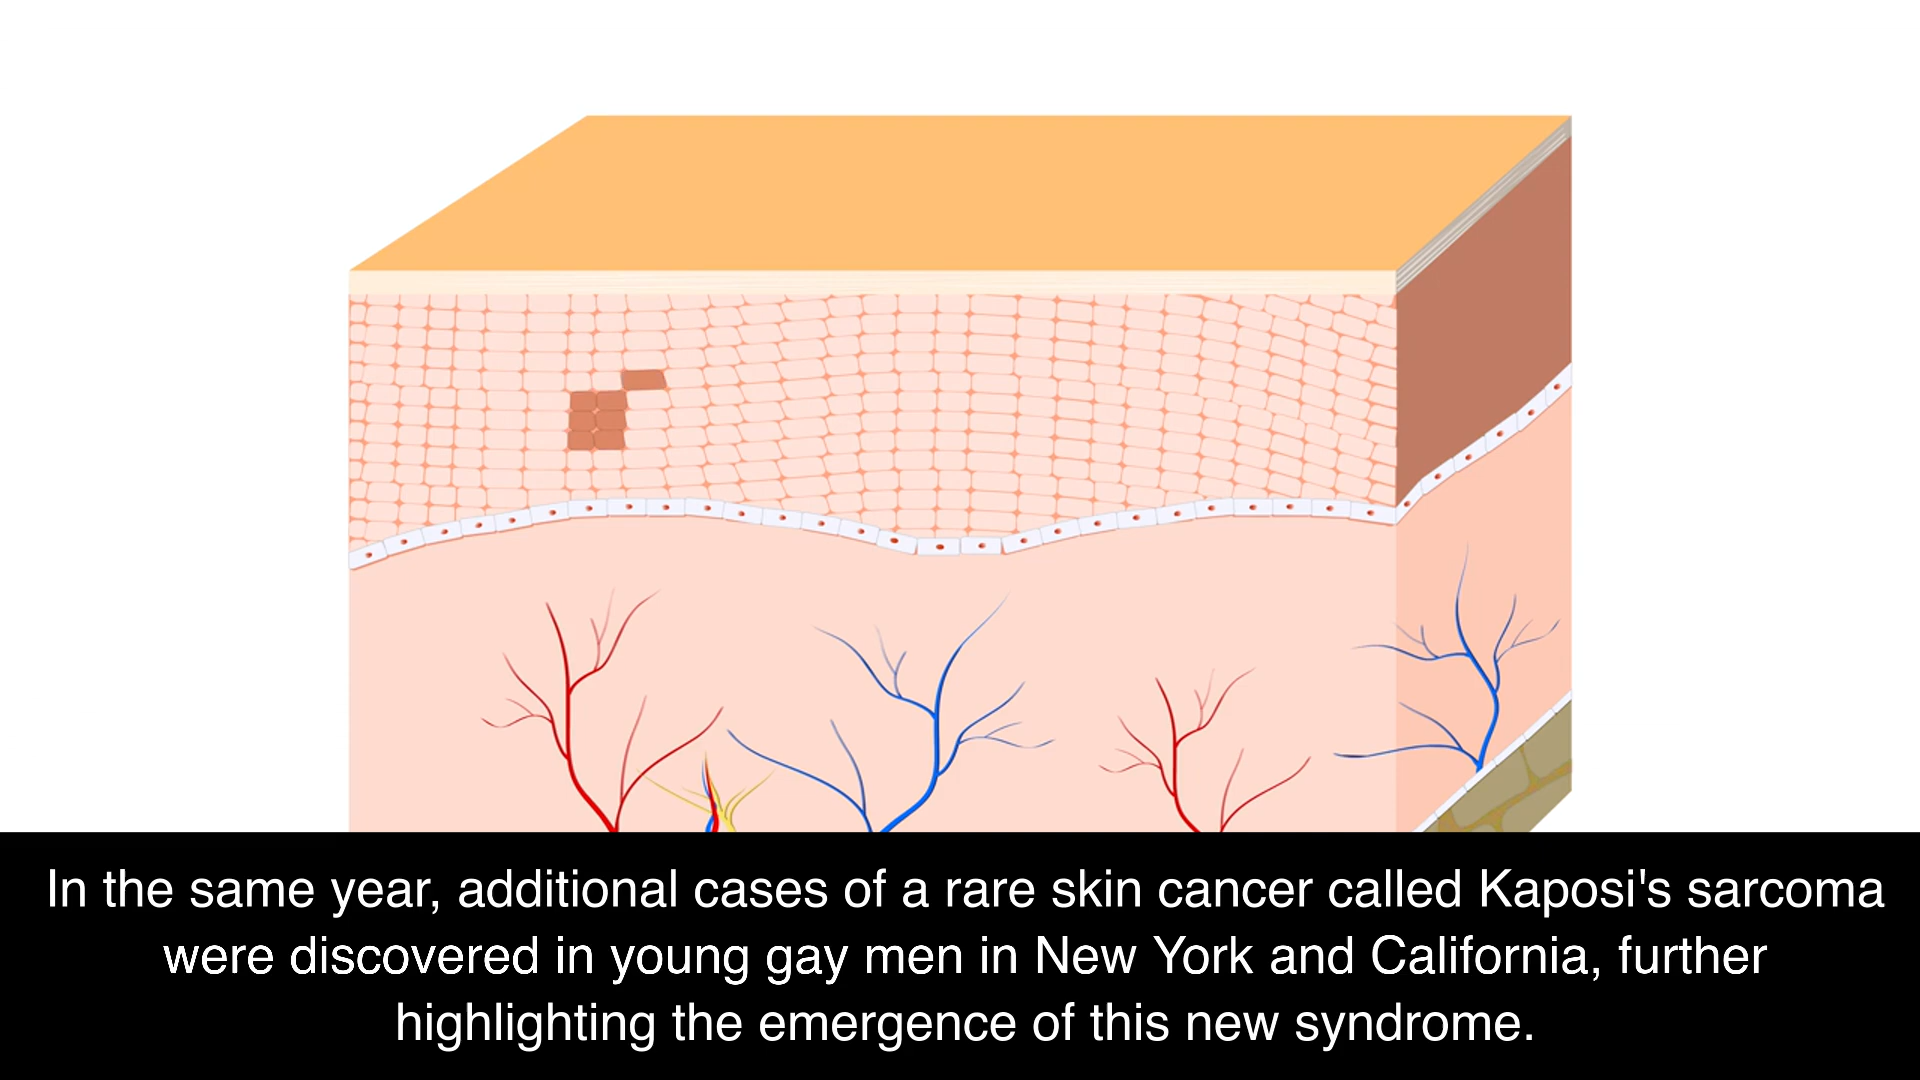 In the same year, additional cases of a rare skin cancer called Kaposi's sarcoma
were discovered in young gay men in New York and California, further
highlighting the emergence of this new syndrome.